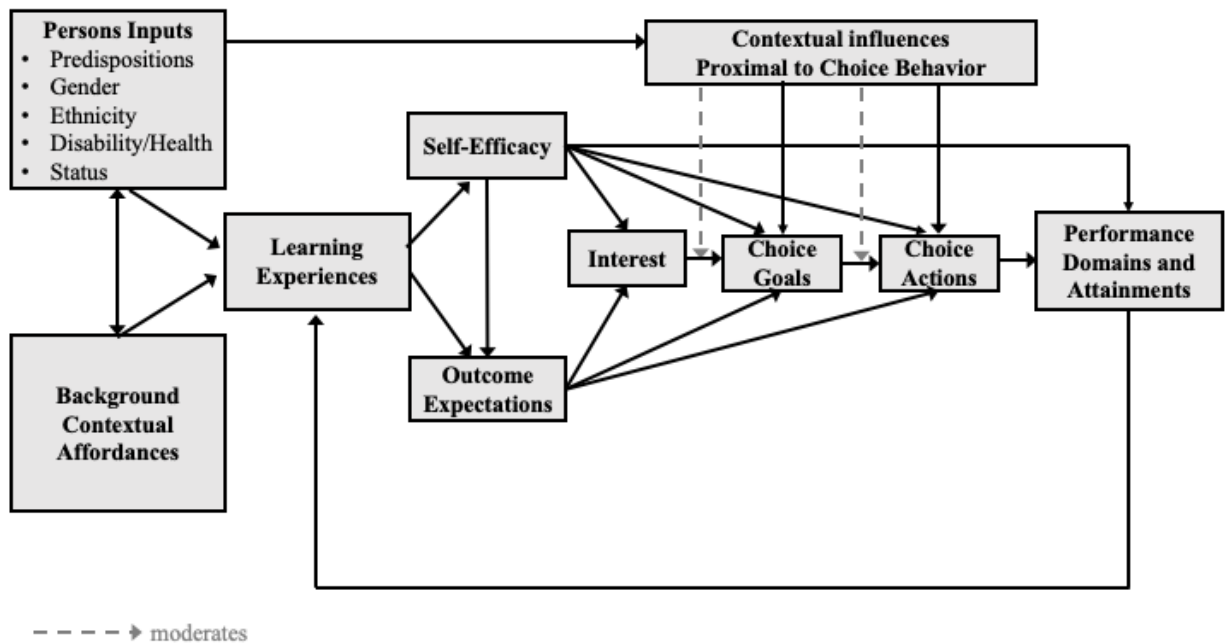 Persons Inputs
• Predispositions
• Gender
• Ethnicity
• Disability/Health
• Status
Contextual influences
Proximal to Choice Behavior
Self-Efficacy
Learning
Experiences
Interest
Choice
Goals
Choice
Actions
Performance
Domains and
Attainments
Outcome
Expectations
Background
Contextual
Affordances
moderates